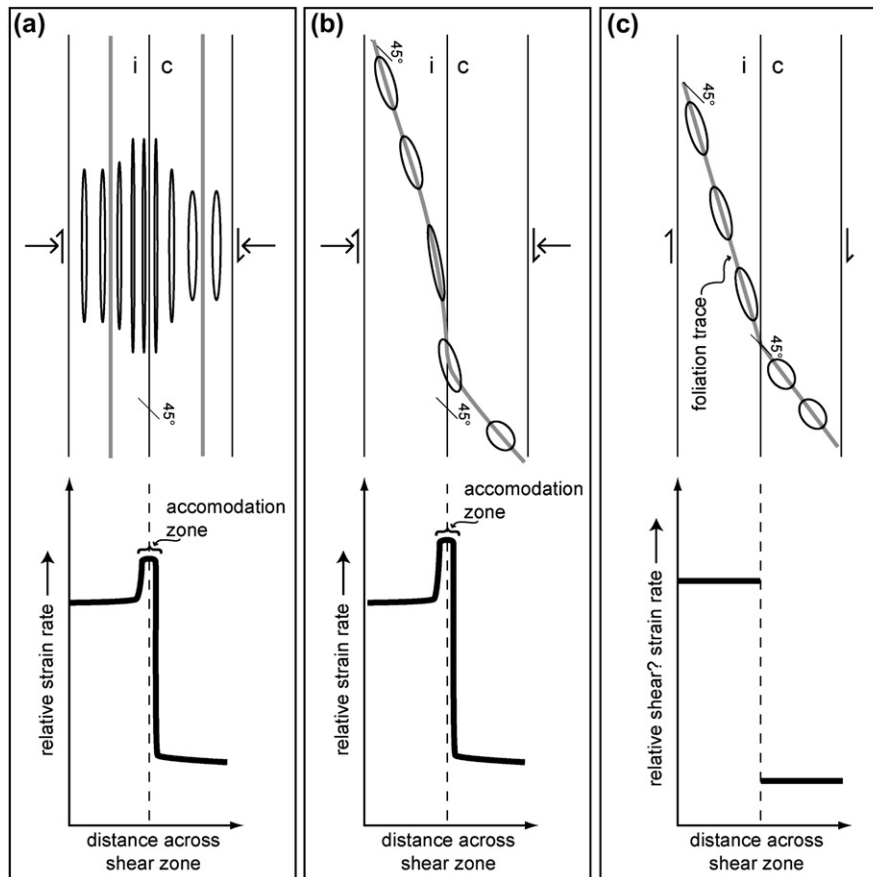 (a)
i c
45°
accomodation
zone
relative strain rate
distance across
shear zone
(b)
45°
i c
45°
accomodation
zone
relative strain rate
distance across
shear zone
(c)
45°
i c
foliation trace
45°
relative shear? strain rate
distance across
shear zone